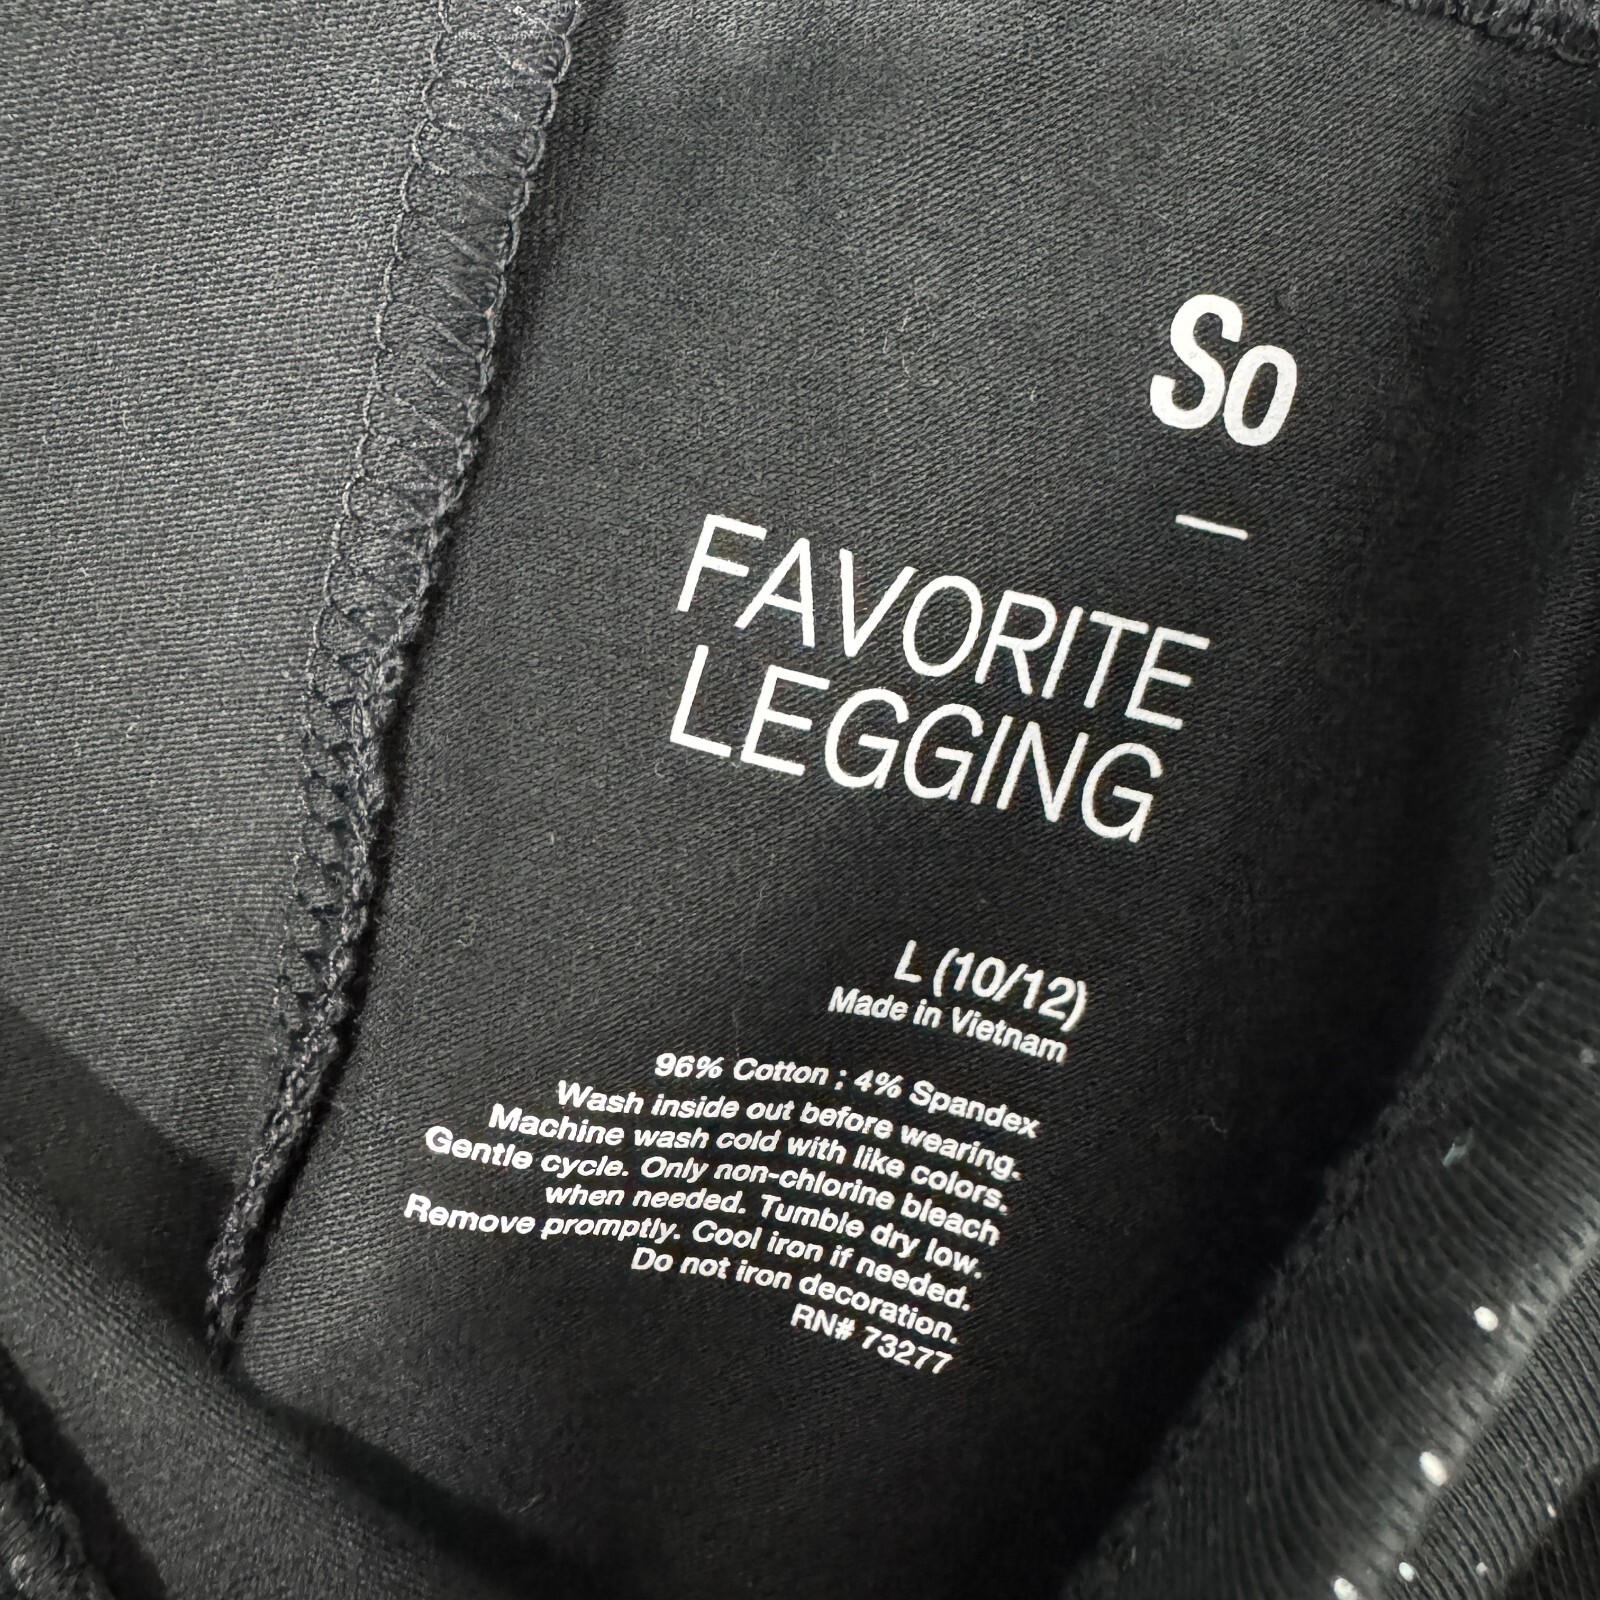 So
—
FAVORITE
LEGGING
L (10/12)
Made in Vietnam
96% Cotton ; 4% Spandex
Wash inside out before wearing.
Machine wash cold with like colors.
Gentle cycle. Only non-chlorine bleach
when needed. Tumble dry low.
Remove promptly. Cool iron if needed.
Do not iron decoration.
RN# 73277